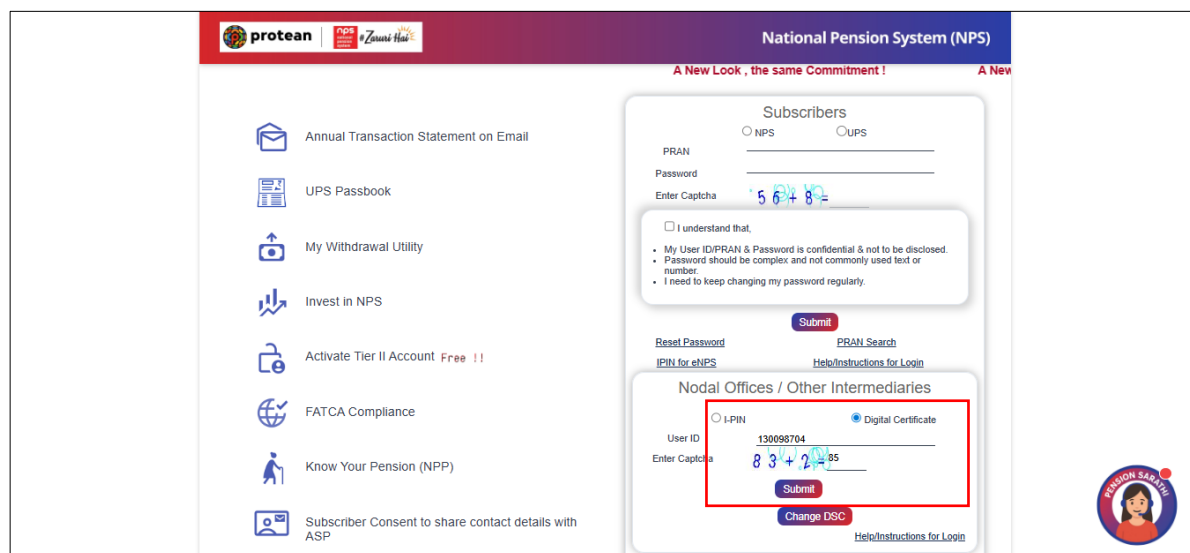 protean
nps
#Zaruri Hai
National Pension System (NPS)
A New Look , the same Commitment !
A New
Annual Transaction Statement on Email
UPS Passbook
My Withdrawal Utility
Invest in NPS
Activate Tier II Account Free !!
FATCA Compliance
Know Your Pension (NPP)
Subscriber Consent to share contact details with
ASP
Subscribers
NPS UPS
PRAN
Password
Enter Captcha 5 6 + 8 =
I understand that,
• My User ID/PRAN & Password is confidential & not to be disclosed.
• Password should be complex and not commonly used text or
number.
• I need to keep changing my password regularly.
Submit
Reset Password PRAN Search
IPIN for eNPS Help/Instructions for Login
Nodal Offices / Other Intermediaries
I-PIN Digital Certificate
User ID 130098704
Enter Captcha 8 3 + 2 = 85
Submit
Change DSC
Help/Instructions for Login
PENSION SARATHI